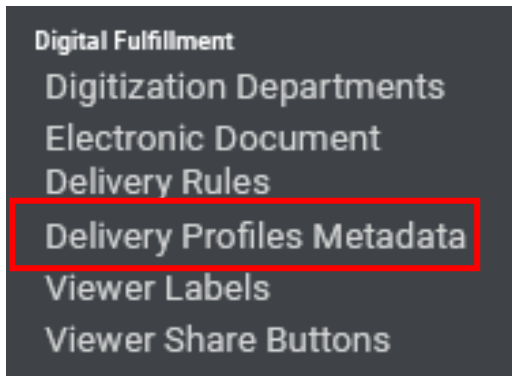 Digital Fulfillment
Digitization Departments
Electronic Document
Delivery Rules
Delivery Profiles Metadata
Viewer Labels
Viewer Share Buttons